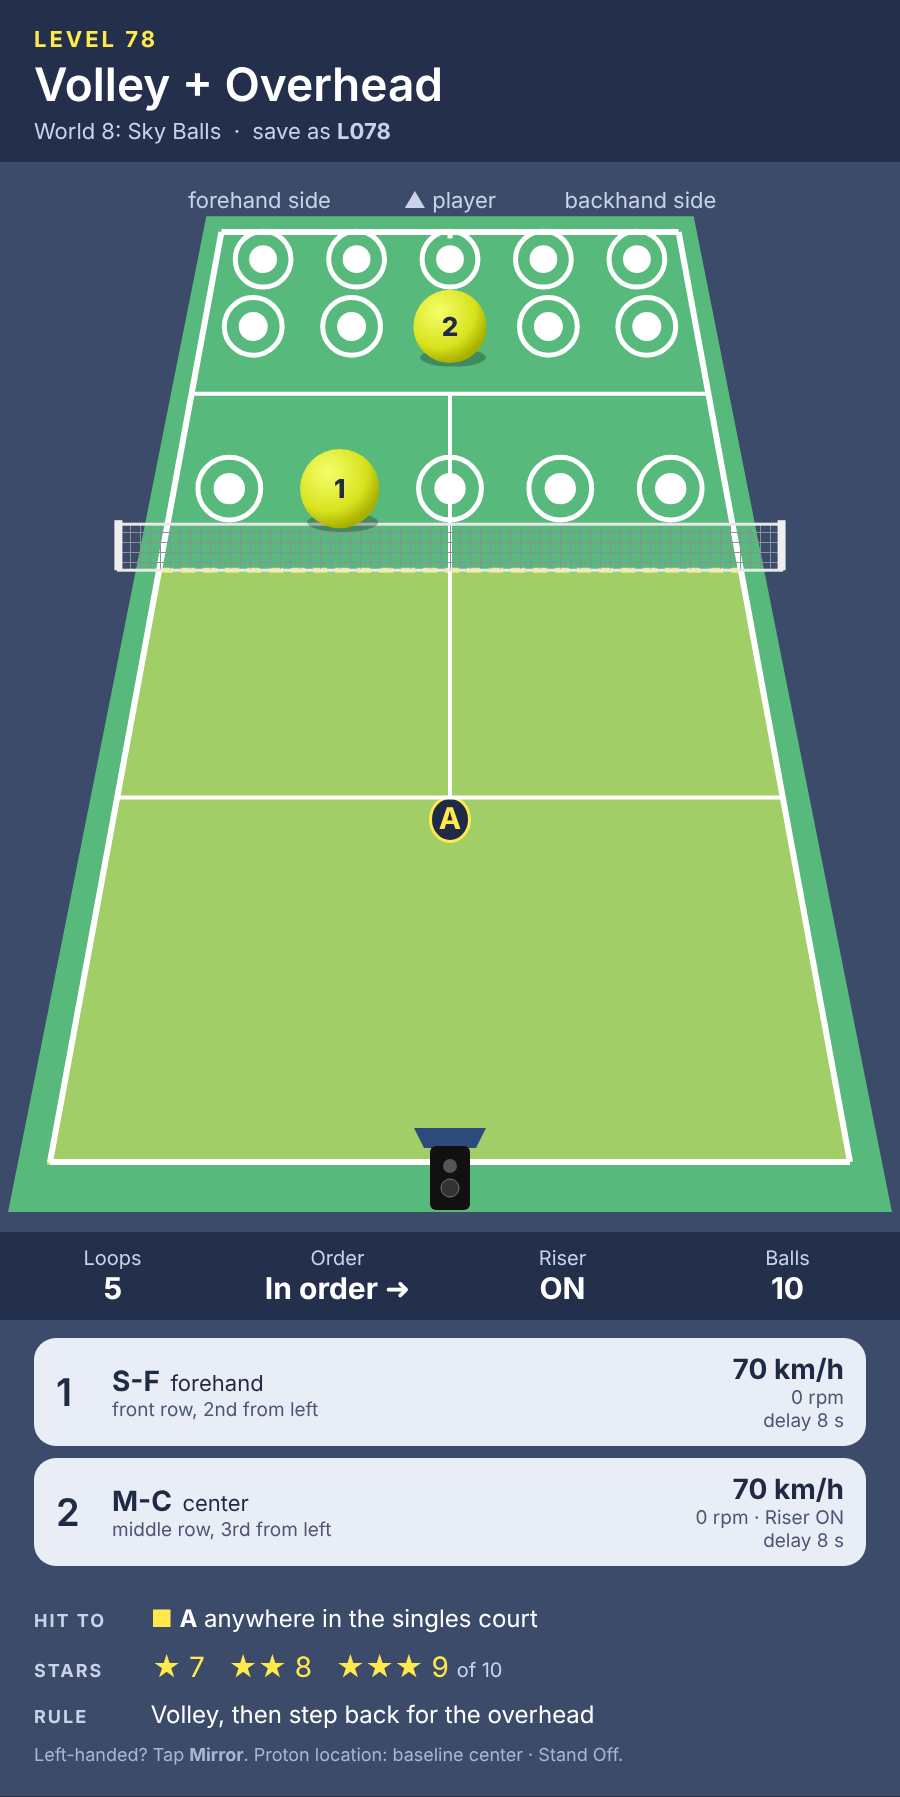 LEVEL 78
Volley + Overhead
World 8: Sky Balls · save as L078
forehand side ▲ player backhand side
2
1
A
Loops Order Riser Balls
5 In order ➜ ON 10
1 S-F forehand 70 km/h
front row, 2nd from left 0 rpm
delay 8 s
2 M-C center 70 km/h
middle row, 3rd from left 0 rpm · Riser ON
delay 8 s
HIT TO ■ A anywhere in the singles court
STARS ★ 7 ★★ 8 ★★★ 9 of 10
RULE Volley, then step back for the overhead
Left-handed? Tap Mirror. Proton location: baseline center · Stand Off.